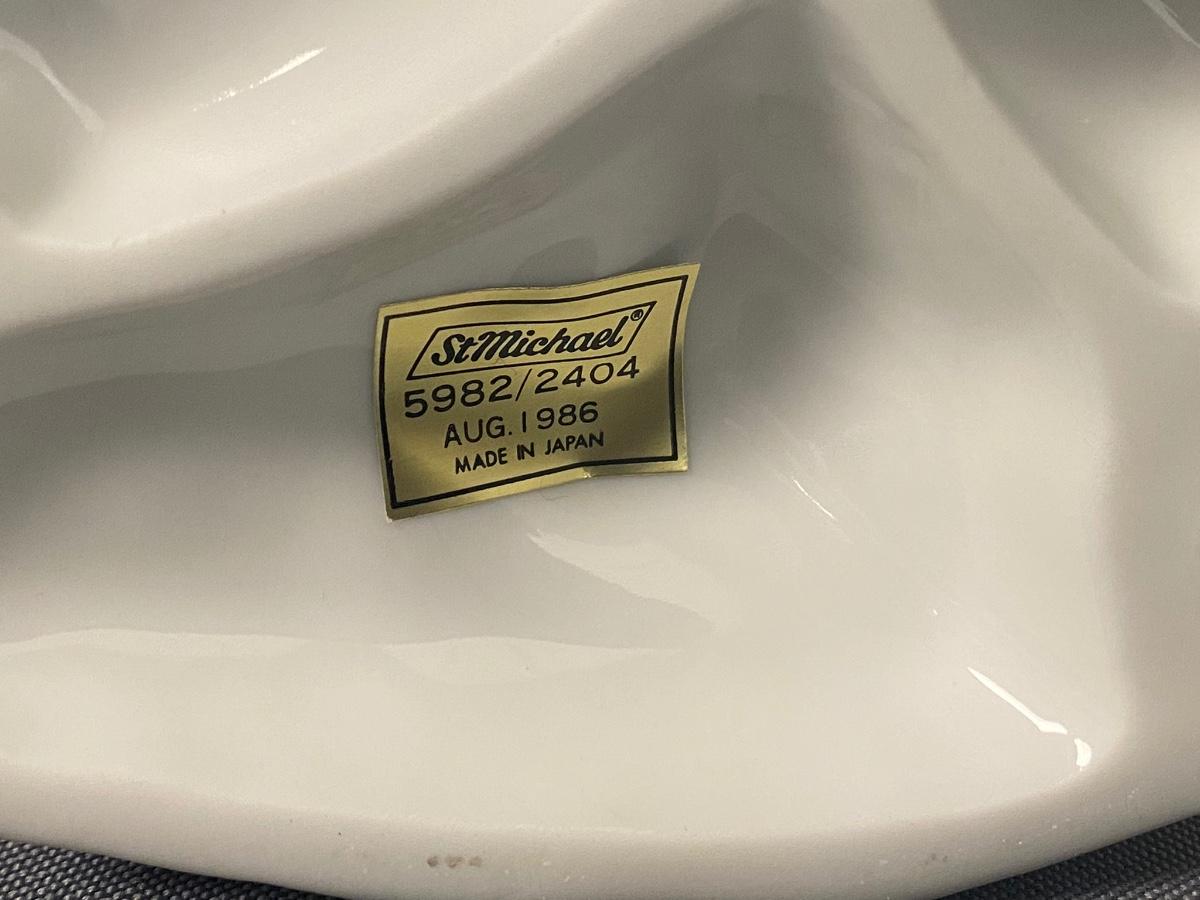 StMichael®
5982/2404
AUG. 1986
MADE IN JAPAN